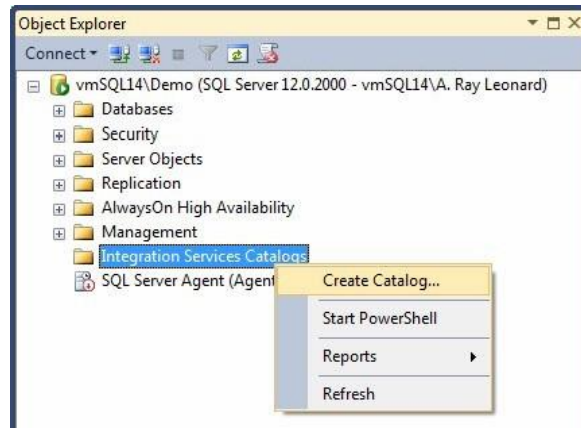 Object Explorer
Connect
vmSQL14\Demo (SQL Server 12.0.2000 - vmSQL14\A. Ray Leonard)
Databases
Security
Server Objects
Replication
AlwaysOn High Availability
Management
Integration Services Catalogs
SQL Server Agent (Agent
Create Catalog...
Start PowerShell
Reports
Refresh